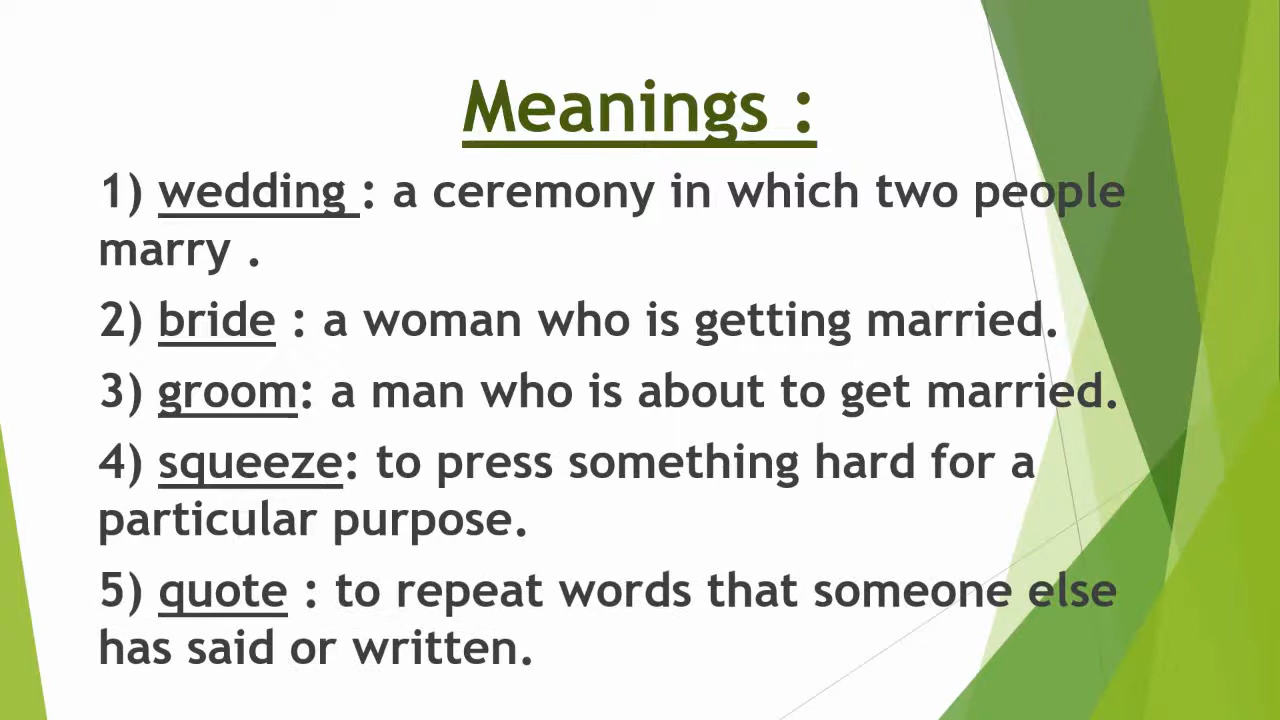 Meanings :
1) wedding : a ceremony in which two people
marry .
2) bride : a woman who is getting married.
3) groom: a man who is about to get married.
4) squeeze: to press something hard for a
particular purpose.
5) quote : to repeat words that someone else
has said or written.